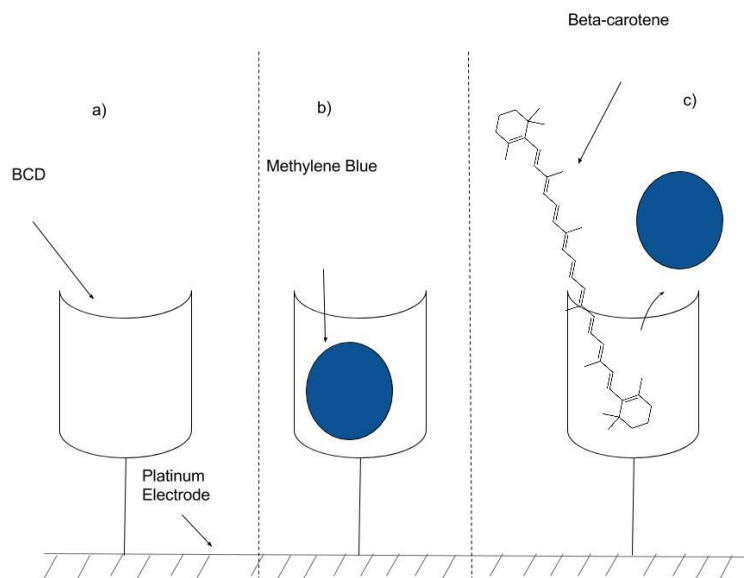 Beta-carotene
a)
b)
c)
BCD
Methylene Blue
Platinum
Electrode